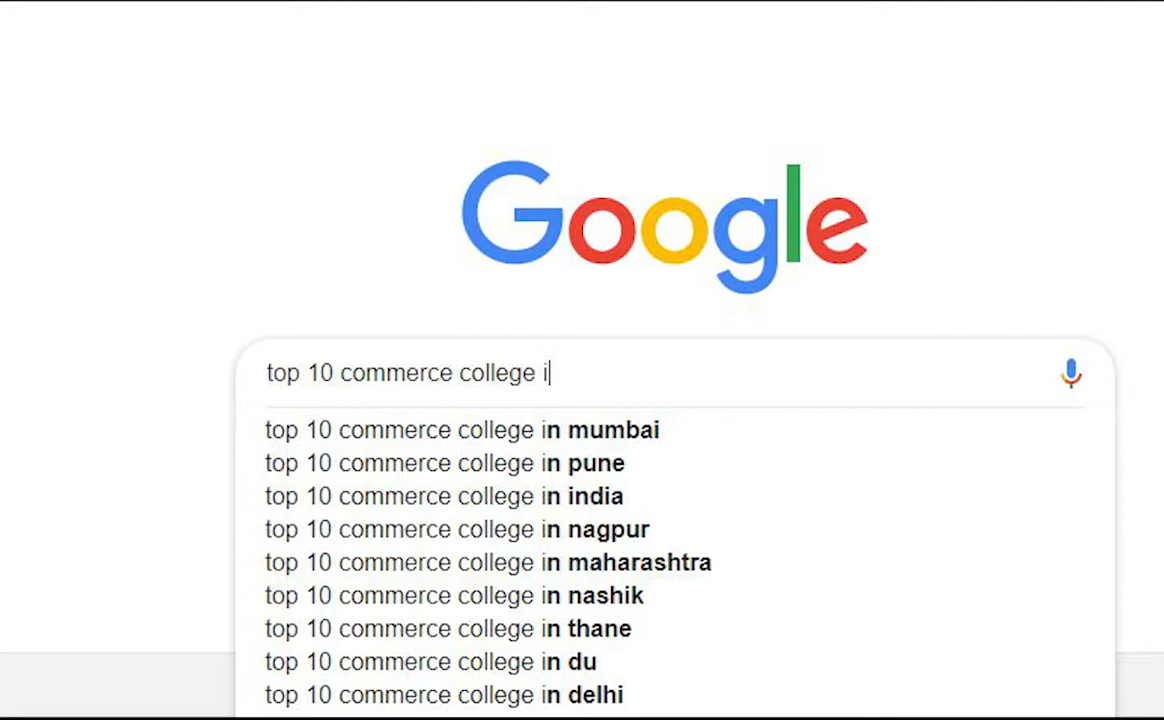 Google
top 10 commerce college i
top 10 commerce college in mumbai
top 10 commerce college in pune
top 10 commerce college in india
top 10 commerce college in nagpur
top 10 commerce college in maharashtra
top 10 commerce college in nashik
top 10 commerce college in thane
top 10 commerce college in du
top 10 commerce college in delhi